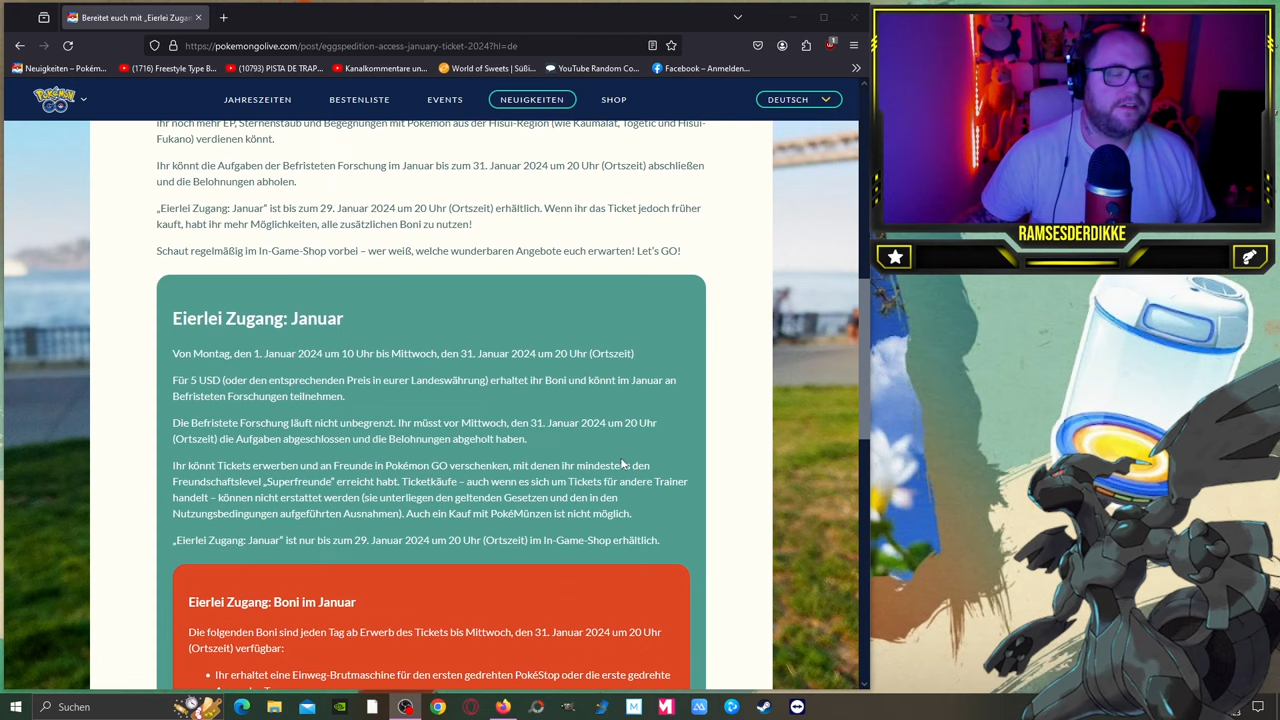 Bereitet euch mit „Eierlei Zugan
https://pokemongolive.com/post/eggspedition-access-january-ticket-2024?hl=de
1
Neuigkeiten – Pokém...
(1716) Freestyle Type B...
(10793) PISTA DE TRAP...
Kanalkommentare un...
World of Sweets | Süßi...
YouTube Random Co...
Facebook – Anmelden...
Pokémon GO
JAHRESZEITEN
BESTENLISTE
EVENTS
NEUIGKEITEN
SHOP
DEUTSCH
ihr noch mehr EP, Sternenstaub und Begegnungen mit Pokémon aus der Hisui-Region (wie Kaumalat, Togetic und Hisui-
Fukano) verdienen könnt.
Ihr könnt die Aufgaben der Befristeten Forschung im Januar bis zum 31. Januar 2024 um 20 Uhr (Ortszeit) abschließen
und die Belohnungen abholen.
„Eierlei Zugang: Januar“ ist bis zum 29. Januar 2024 um 20 Uhr (Ortszeit) erhältlich. Wenn ihr das Ticket jedoch früher
kauft, habt ihr mehr Möglichkeiten, alle zusätzlichen Boni zu nutzen!
Schaut regelmäßig im In-Game-Shop vorbei – wer weiß, welche wunderbaren Angebote euch erwarten! Let’s GO!
Eierlei Zugang: Januar
Von Montag, den 1. Januar 2024 um 10 Uhr bis Mittwoch, den 31. Januar 2024 um 20 Uhr (Ortszeit)
Für 5 USD (oder den entsprechenden Preis in eurer Landeswährung) erhaltet ihr Boni und könnt im Januar an
Befristeten Forschungen teilnehmen.
Die Befristete Forschung läuft nicht unbegrenzt. Ihr müsst vor Mittwoch, den 31. Januar 2024 um 20 Uhr
(Ortszeit) die Aufgaben abgeschlossen und die Belohnungen abgeholt haben.
Ihr könnt Tickets erwerben und an Freunde in Pokémon GO verschenken, mit denen ihr mindestens den
Freundschaftslevel „Superfreunde“ erreicht habt. Ticketkäufe – auch wenn es sich um Tickets für andere Trainer
handelt – können nicht erstattet werden (sie unterliegen den geltenden Gesetzen und den in den
Nutzungsbedingungen aufgeführten Ausnahmen). Auch ein Kauf mit PokéMünzen ist nicht möglich.
„Eierlei Zugang: Januar“ ist nur bis zum 29. Januar 2024 um 20 Uhr (Ortszeit) im In-Game-Shop erhältlich.
Eierlei Zugang: Boni im Januar
Die folgenden Boni sind jeden Tag ab Erwerb des Tickets bis Mittwoch, den 31. Januar 2024 um 20 Uhr
(Ortszeit) verfügbar:
• Ihr erhaltet eine Einweg-Brutmaschine für den ersten gedrehten PokéStop oder die erste gedrehte
RAMSESDERDIKKE
Suchen